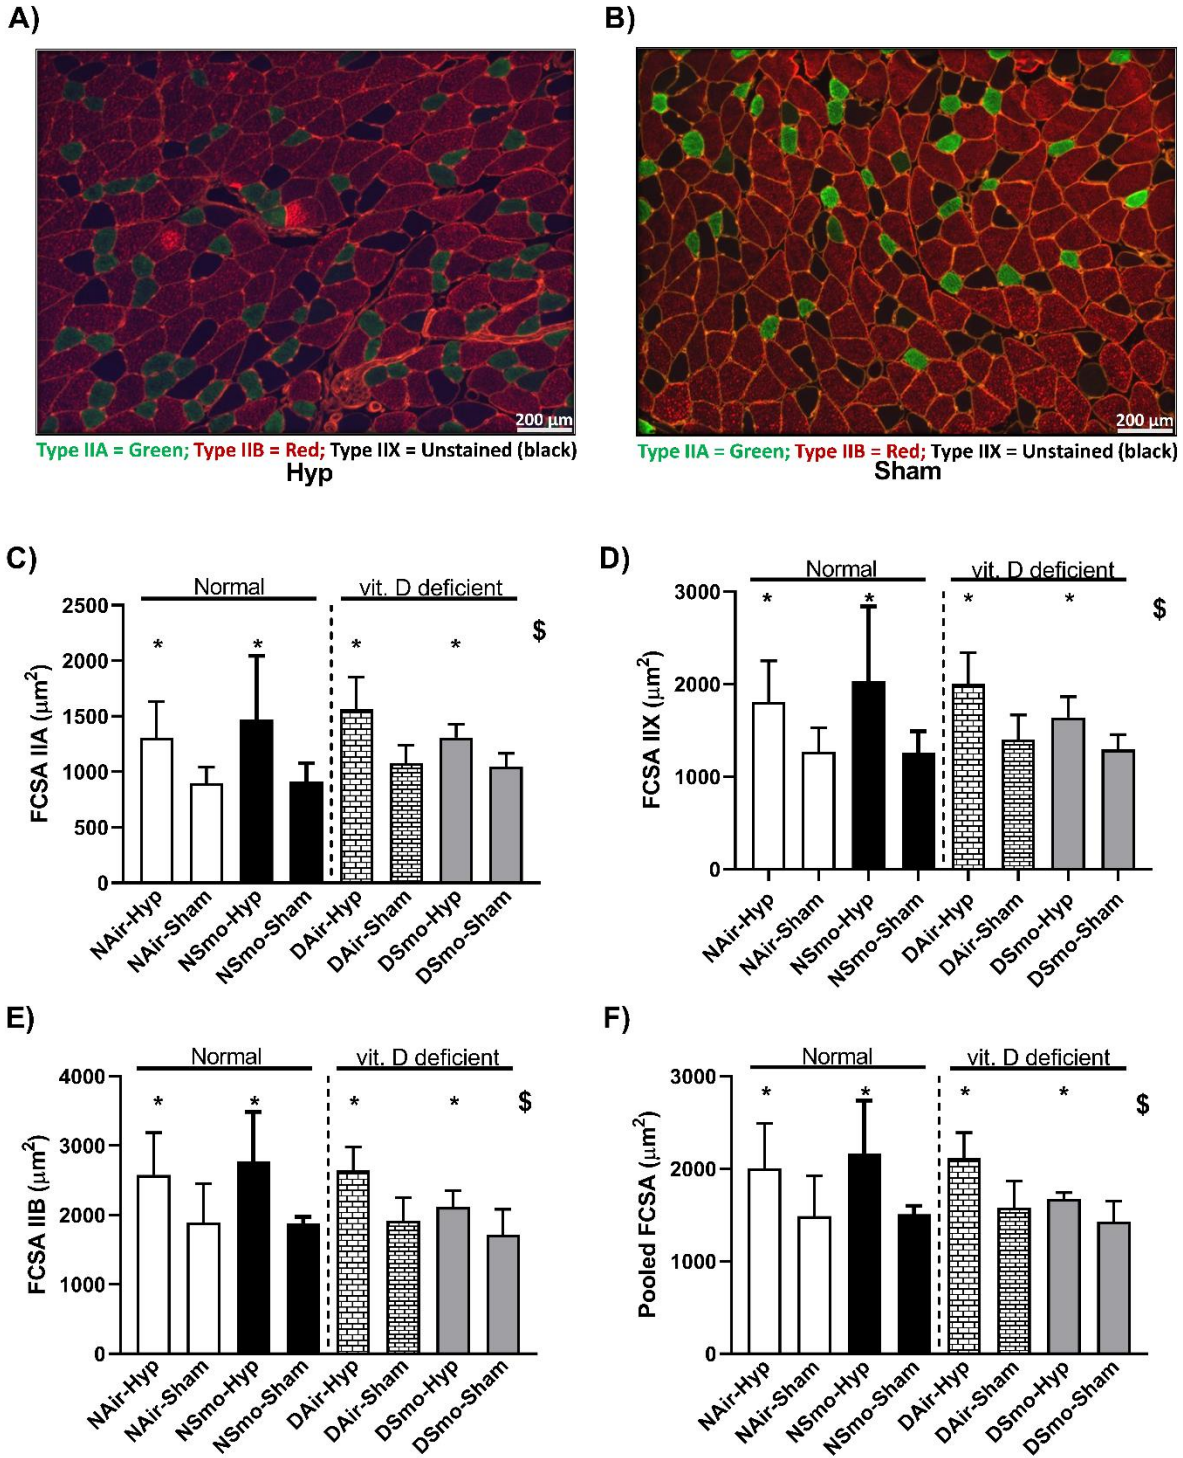 A)
B)
200 μm
200 μm
Type IIA = Green; Type IIB = Red; Type IIX = Unstained (black)
Type IIA = Green; Type IIB = Red; Type IIX = Unstained (black)
Hyp
Sham
C)
Normal
vit. D deficient
2500
2000
1500
1000
500
0
FCSA IIA (μm²)
*
*
*
*
$
NAir-Hyp
NAir-Sham
NSmo-Hyp
NSmo-Sham
DAir-Hyp
DAir-Sham
DSmo-Hyp
DSmo-Sham
D)
Normal
vit. D deficient
3000
2000
1000
0
FCSA IIX (μm²)
*
*
*
*
$
NAir-Hyp
NAir-Sham
NSmo-Hyp
NSmo-Sham
DAir-Hyp
DAir-Sham
DSmo-Hyp
DSmo-Sham
E)
Normal
vit. D deficient
4000
3000
2000
1000
0
FCSA IIB (μm²)
*
*
*
*
$
NAir-Hyp
NAir-Sham
NSmo-Hyp
NSmo-Sham
DAir-Hyp
DAir-Sham
DSmo-Hyp
DSmo-Sham
F)
Normal
vit. D deficient
3000
2000
1000
0
Pooled FCSA (μm²)
*
*
*
*
$
NAir-Hyp
NAir-Sham
NSmo-Hyp
NSmo-Sham
DAir-Hyp
DAir-Sham
DSmo-Hyp
DSmo-Sham